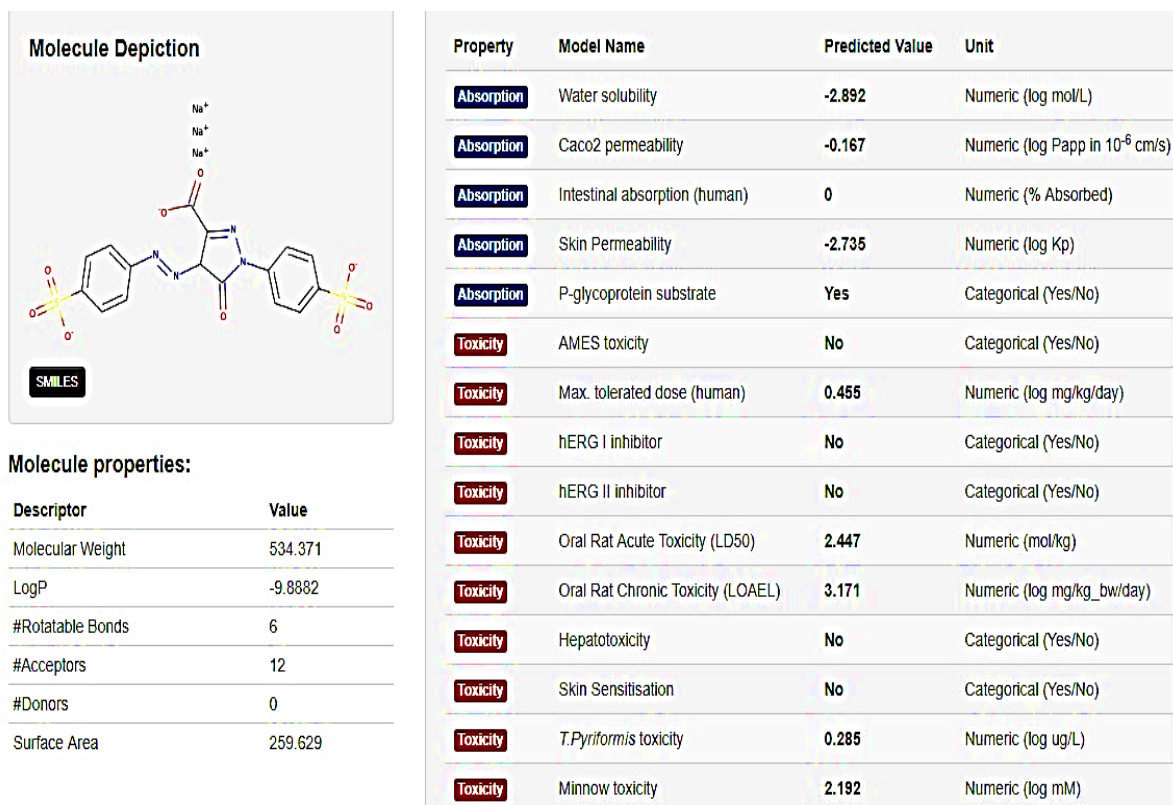 Molecule Depiction
Na+
Na+
Na+
O
-O
N
N
N
N
O
O
O
S
O-
O-
S
O
O
SMILES
Molecule properties:
Descriptor Value
Molecular Weight 534.371
LogP -9.8882
#Rotatable Bonds 6
#Acceptors 12
#Donors 0
Surface Area 259.629
Property Model Name Predicted Value Unit
Absorption Water solubility -2.892 Numeric (log mol/L)
Absorption Caco2 permeability -0.167 Numeric (log Papp in 10-6 cm/s)
Absorption Intestinal absorption (human) 0 Numeric (% Absorbed)
Absorption Skin Permeability -2.735 Numeric (log Kp)
Absorption P-glycoprotein substrate Yes Categorical (Yes/No)
Toxicity AMES toxicity No Categorical (Yes/No)
Toxicity Max. tolerated dose (human) 0.455 Numeric (log mg/kg/day)
Toxicity hERG I inhibitor No Categorical (Yes/No)
Toxicity hERG II inhibitor No Categorical (Yes/No)
Toxicity Oral Rat Acute Toxicity (LD50) 2.447 Numeric (mol/kg)
Toxicity Oral Rat Chronic Toxicity (LOAEL) 3.171 Numeric (log mg/kg_bw/day)
Toxicity Hepatotoxicity No Categorical (Yes/No)
Toxicity Skin Sensitisation No Categorical (Yes/No)
Toxicity T.Pyriformis toxicity 0.285 Numeric (log ug/L)
Toxicity Minnow toxicity 2.192 Numeric (log mM)